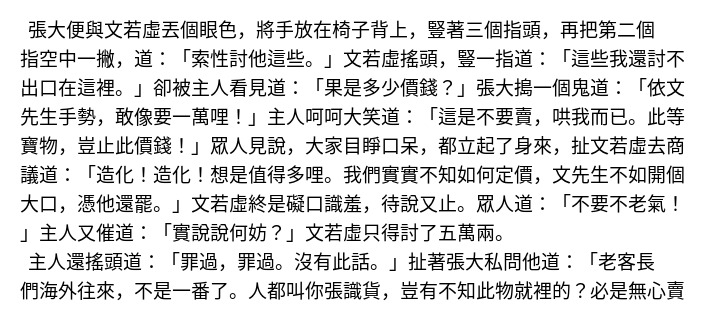 張大便與文若虛丟個眼色，將手放在椅子背上，豎著三個指頭，再把第二個
指空中一撇，道：「索性討他這些。」文若虛搖頭，豎一指道：「這些我還討不
出口在這裡。」卻被主人看見道：「果是多少價錢？」張大搗一個鬼道：「依文
先生手勢，敢像要一萬哩！」主人呵呵大笑道：「這是不要賣，哄我而已。此等
寶物，豈止此價錢！」眾人見說，大家目睜口呆，都立起了身來，扯文若虛去商
議道：「造化！造化！想是值得多哩。我們實實不知如何定價，文先生不如開個
大口，憑他還罷。」文若虛終是礙口識羞，待說又止。眾人道：「不要不老氣！
」主人又催道：「實說說何妨？」文若虛只得討了五萬兩。
主人還搖頭道：「罪過，罪過。沒有此話。」扯著張大私問他道：「老客長
們海外往來，不是一番了。人都叫你張識貨，豈有不知此物就裡的？必是無心賣